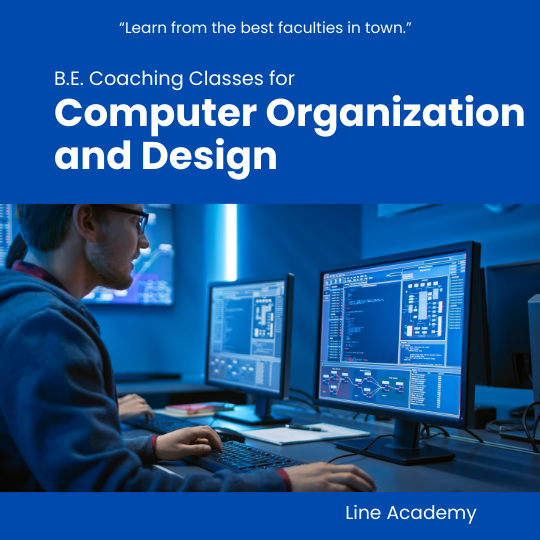 “Learn from the best faculties in town.”
B.E. Coaching Classes for
Computer Organization
and Design
Line Academy